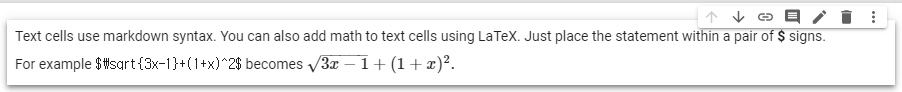 Text cells use markdown syntax. You can also add math to text cells using LaTeX. Just place the statement within a pair of $ signs.
For example $₩sqrt{3x-1}+(1+x)^2$ becomes √(3x − 1) + (1 + x)².